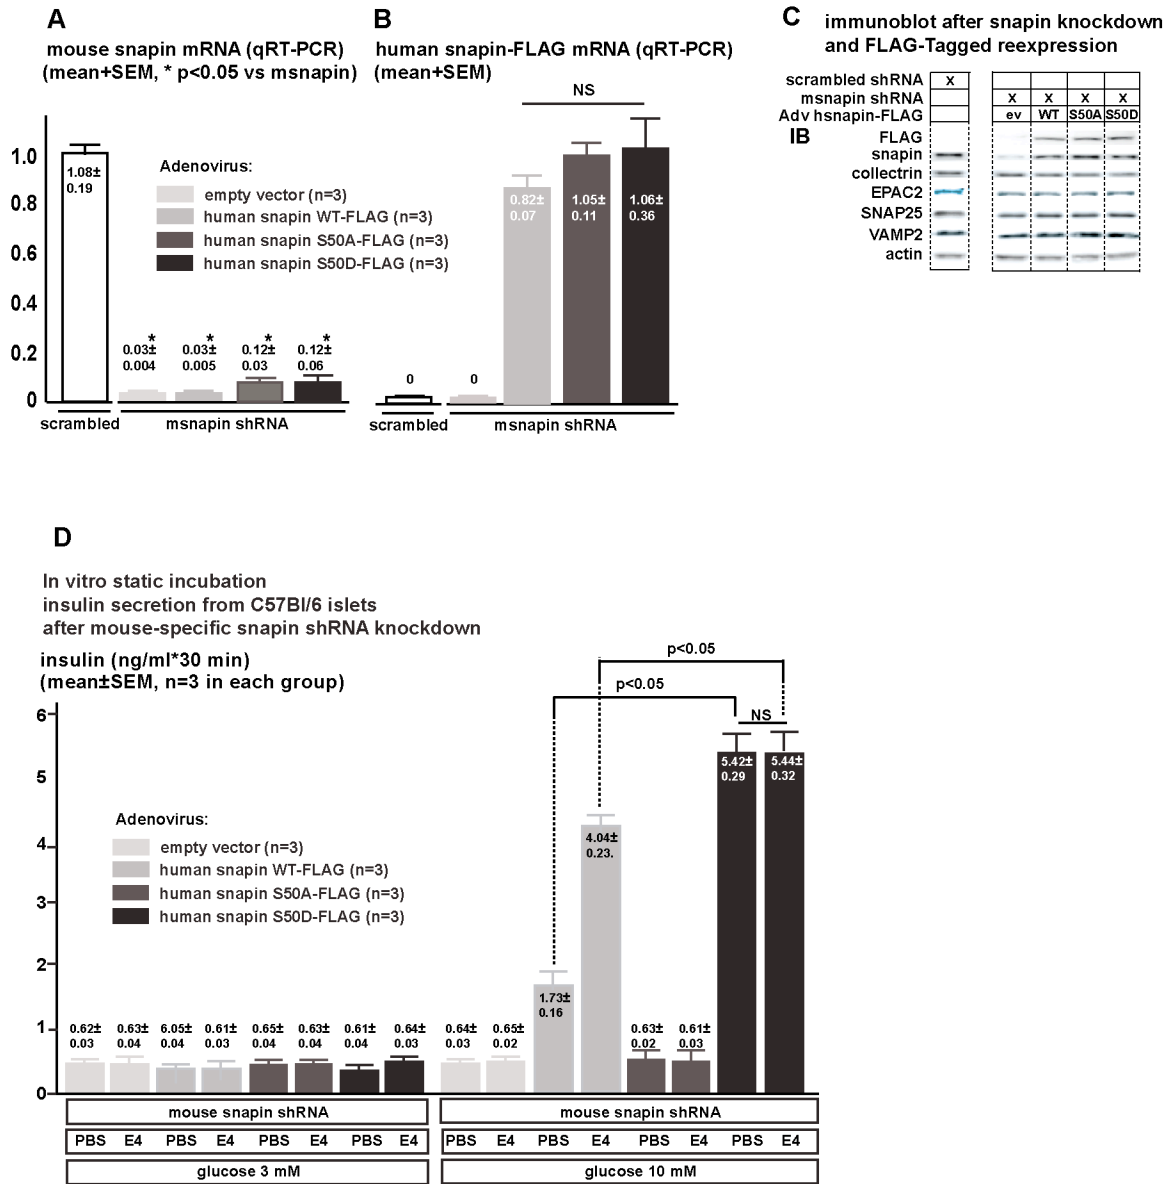 A
mouse snapin mRNA (qRT-PCR)
(mean+SEM, * p<0.05 vs msnapin)
1.0
0.8
0.6
0.4
0.2
0
1.08±
0.19
Adenovirus:
empty vector (n=3)
human snapin WT-FLAG (n=3)
human snapin S50A-FLAG (n=3)
human snapin S50D-FLAG (n=3)
* * * *
0.03± 0.03± 0.12± 0.12±
0.004 0.005 0.03 0.06
scrambled msnapin shRNA
B
human snapin-FLAG mRNA (qRT-PCR)
(mean+SEM)
NS
0 0
0.82± 1.05± 1.06±
0.07 0.11 0.36
scrambled msnapin shRNA
C
immunoblot after snapin knockdown
and FLAG-Tagged reexpression
scrambled shRNA X
msnapin shRNA X X X X
Adv hsnapin-FLAG ev WT S50A S50D
IB
FLAG
snapin
collectrin
EPAC2
SNAP25
VAMP2
actin
D
In vitro static incubation
insulin secretion from C57Bl/6 islets
after mouse-specific snapin shRNA knockdown
insulin (ng/ml*30 min)
(mean±SEM, n=3 in each group)
6
5
4
3
2
1
0
Adenovirus:
empty vector (n=3)
human snapin WT-FLAG (n=3)
human snapin S50A-FLAG (n=3)
human snapin S50D-FLAG (n=3)
p<0.05
p<0.05
NS
5.42± 5.44±
0.29 0.32
4.04±
0.23.
1.73±
0.16
0.62± 0.63± 6.05± 0.61± 0.65± 0.63± 0.61± 0.64± 0.64± 0.65± 0.63± 0.61±
0.03 0.04 0.04 0.03 0.04 0.04 0.04 0.03 0.03 0.02 0.02 0.03
mouse snapin shRNA mouse snapin shRNA
PBS E4 PBS E4 PBS E4 PBS E4 PBS E4 PBS E4 PBS E4 PBS E4
glucose 3 mM glucose 10 mM